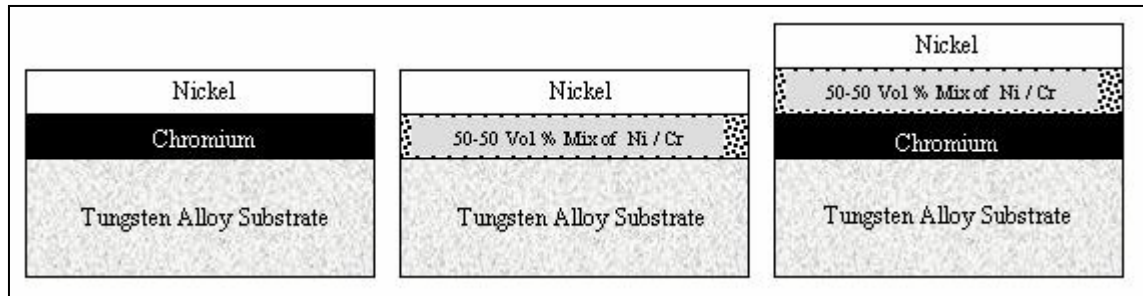 Nickel
Chromium
Tungsten Alloy Substrate
Nickel
50-50 Vol % Mix of Ni / Cr
Tungsten Alloy Substrate
Nickel
50-50 Vol % Mix of Ni / Cr
Chromium
Tungsten Alloy Substrate